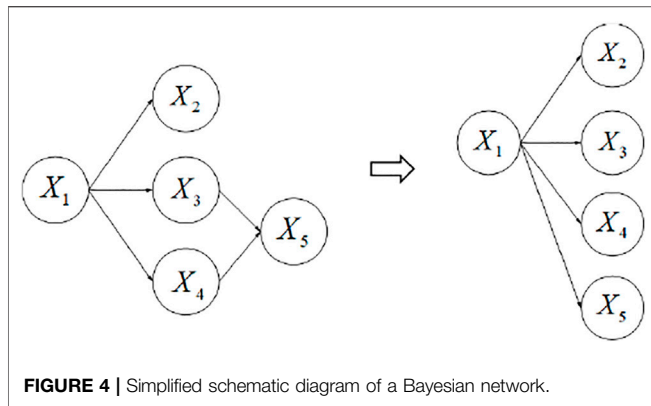 X₂
X₁ X₃ X₅
X₄
X₂
X₁ X₃
X₄
X₅
FIGURE 4 | Simplified schematic diagram of a Bayesian network.